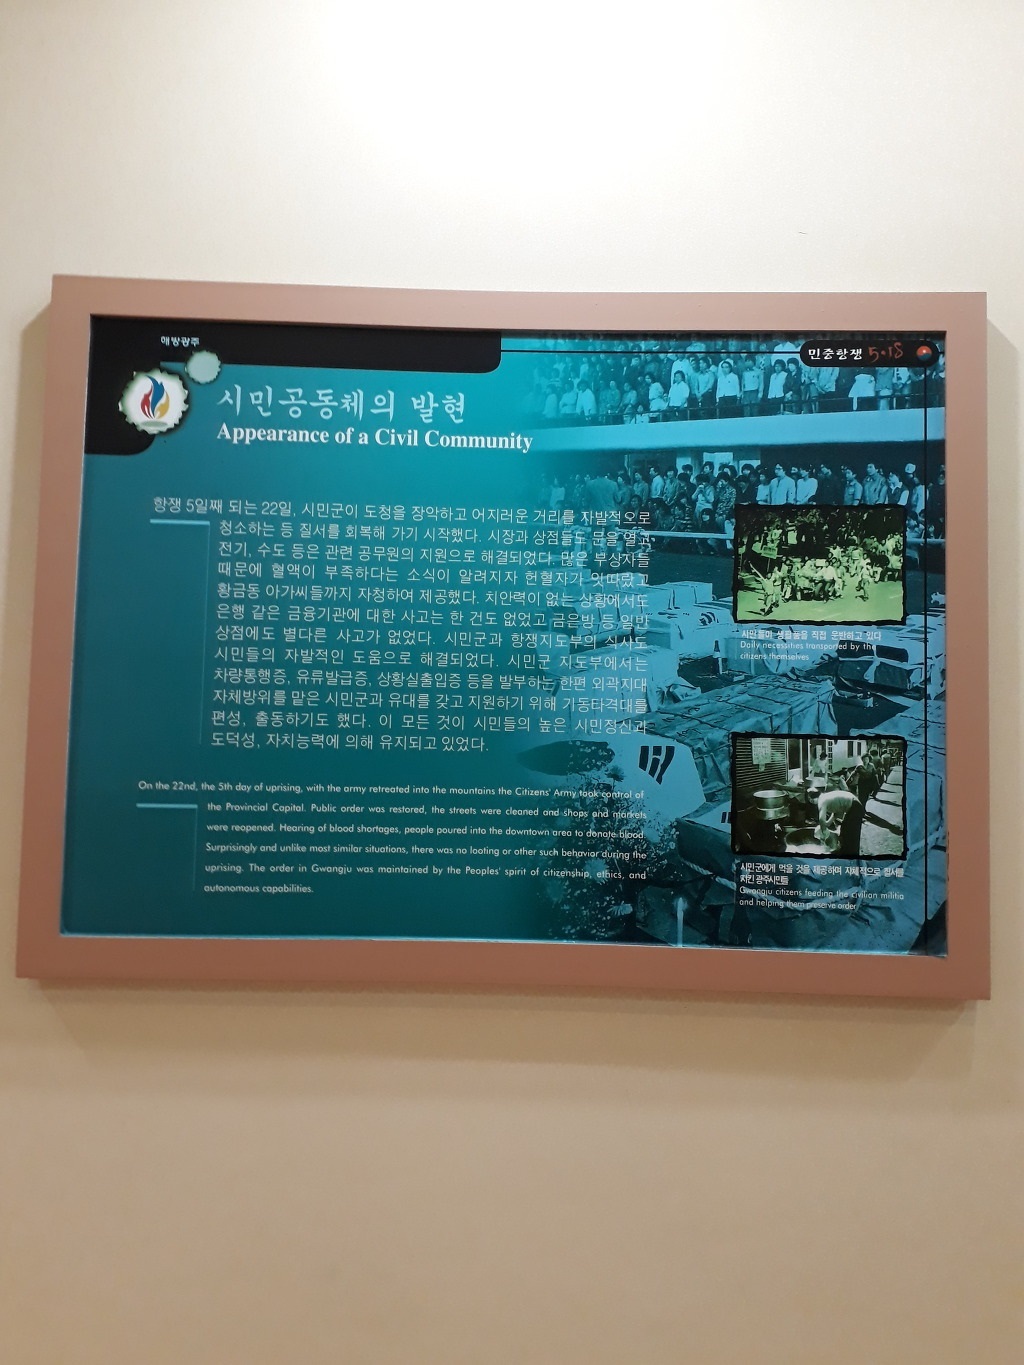 해방광주
민중항쟁 5·18
시민공동체의 발현
Appearance of a Civil Community
항쟁 5일째 되는 22일, 시민군이 도청을 장악하고 어지러운 거리를 자발적으로
청소하는 등 질서를 회복해 가기 시작했다. 시장과 상점들도 문을 열고
전기, 수도 등은 관련 공무원의 지원으로 해결되었다. 많은 부상자들
때문에 혈액이 부족하다는 소식이 알려지자 헌혈자가 잇따랐고
황금동 아가씨들까지 자청하여 제공했다. 치안력이 없는 상황에서도
은행 같은 금융기관에 대한 사고는 한 건도 없었고 금은방 등 일반
상점에도 별다른 사고가 없었다. 시민군과 항쟁지도부의 식사도
시민들의 자발적인 도움으로 해결되었다. 시민군 지도부에서는
차량통행증, 유류발급증, 상황실출입증 등을 발부하는 한편 외곽지대
자체방위를 맡은 시민군과 유대를 갖고 지원하기 위해 기동타격대를
편성, 출동하기도 했다. 이 모든 것이 시민들의 높은 시민정신과
도덕성, 자치능력에 의해 유지되고 있었다.
On the 22nd, the 5th day of uprising, with the army retreated into the mountains the Citizens' Army took control of
the Provincial Capital. Public order was restored, the streets were cleaned and shops and markets
were reopened. Hearing of blood shortages, people poured into the downtown area to donate blood.
Surprisingly and unlike most similar situations, there was no looting or other such behavior during the
uprising. The order in Gwangju was maintained by the Peoples' spirit of citizenship, ethics, and
autonomous capabilities.
시민들이 생필품을 직접 운반하고 있다
Daily necessities transported by the
citizens themselves
시민군에게 먹을 것을 제공하며 자체적으로 질서를
지킨 광주시민들
Gwangju citizens feeding the civilian militia
and helping them preserve order